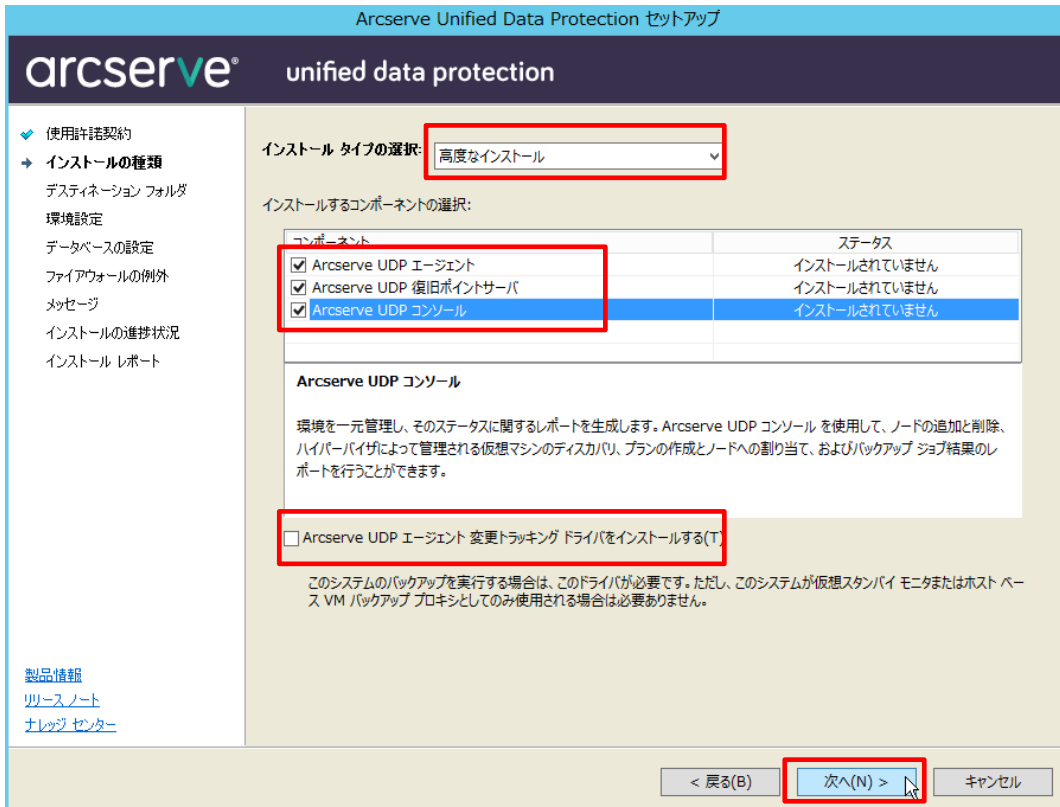 Arcserve Unified Data Protection セットアップ
arcserve® unified data protection
使用許諾契約
インストールの種類
デスティネーション フォルダ
環境設定
データベースの設定
ファイアウォールの例外
メッセージ
インストールの進捗状況
インストール レポート
製品情報
リリース ノート
ナレッジ センター
インストール タイプの選択:
高度なインストール
インストールするコンポーネントの選択:
コンポーネント ステータス
Arcserve UDP エージェント インストールされていません
Arcserve UDP 復旧ポイントサーバ インストールされていません
Arcserve UDP コンソール インストールされていません
Arcserve UDP コンソール
環境を一元管理し、そのステータスに関するレポートを生成します。Arcserve UDP コンソール を使用して、ノードの追加と削除、
ハイパーバイザによって管理される仮想マシンのディスカバリ、プランの作成とノードへの割り当て、およびバックアップ ジョブ結果のレ
ポートを行うことができます。
Arcserve UDP エージェント 変更トラッキング ドライバをインストールする(T)
このシステムのバックアップを実行する場合は、このドライバが必要です。ただし、このシステムが仮想スタンバイ モニタまたはホスト ベー
ス VM バックアップ プロキシとしてのみ使用される場合は必要ありません。
< 戻る(B)
次へ(N) >
キャンセル